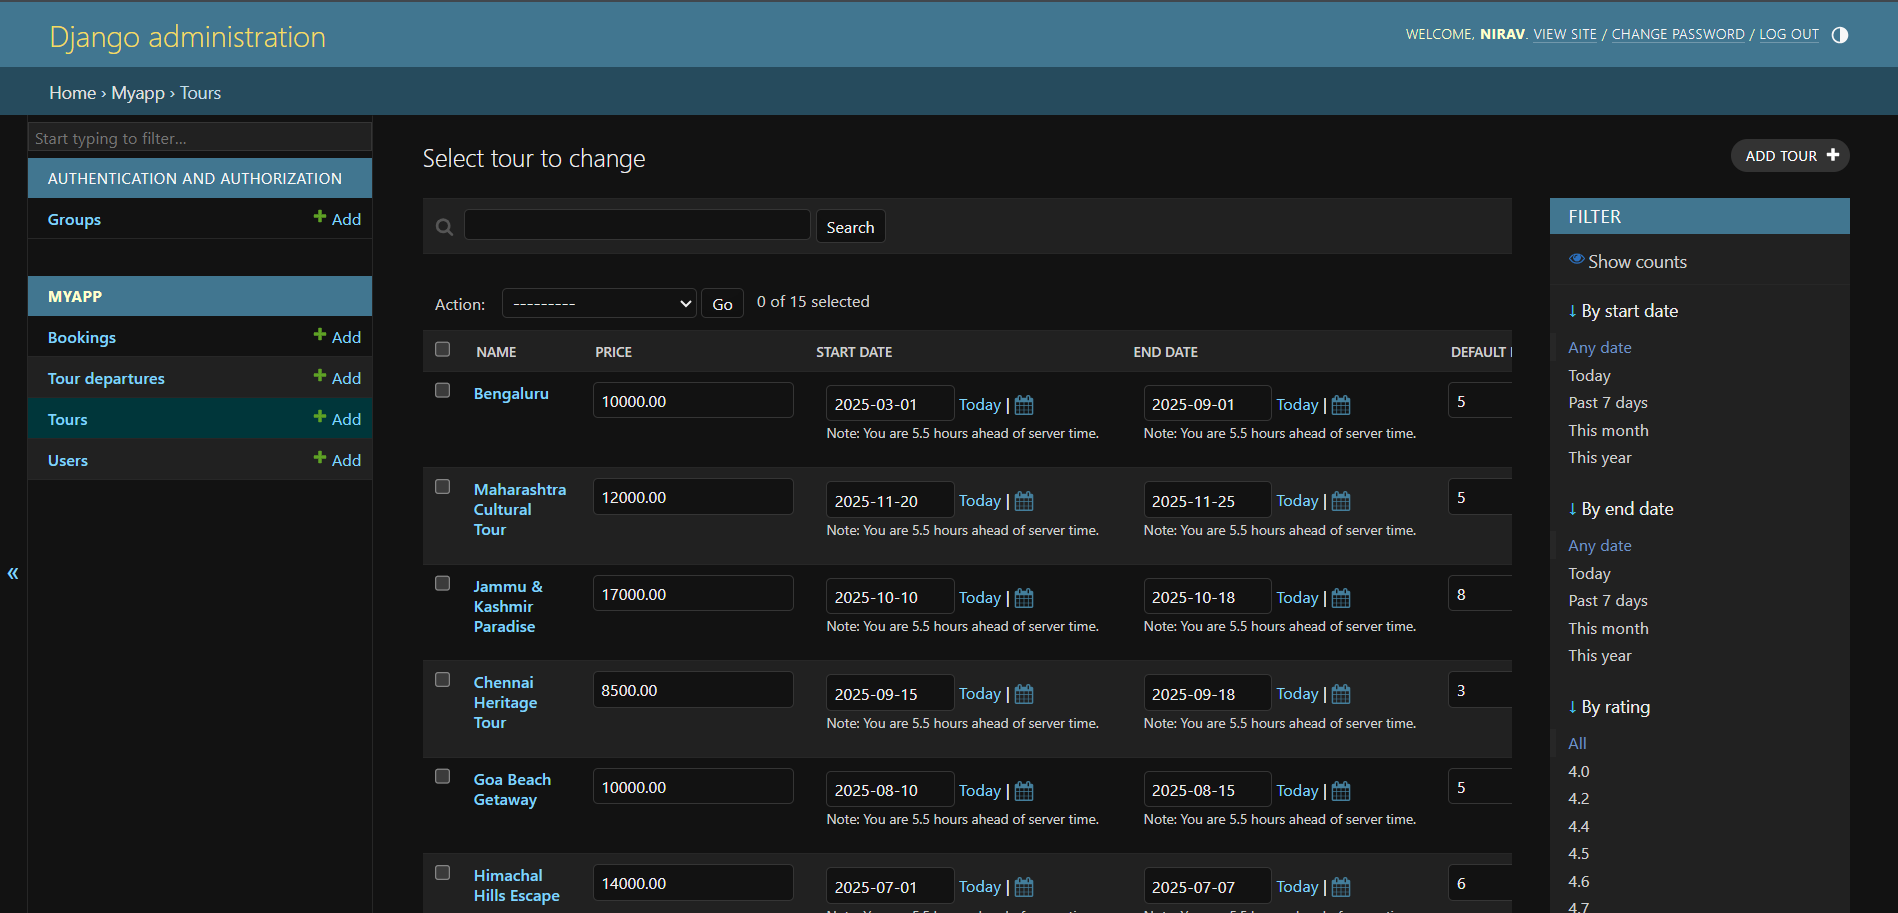 Django administration
WELCOME, NIRAV. VIEW SITE / CHANGE PASSWORD / LOG OUT
Home › Myapp › Tours
Start typing to filter...
AUTHENTICATION AND AUTHORIZATION
Groups + Add
MYAPP
Bookings + Add
Tour departures + Add
Tours + Add
Users + Add
«
Select tour to change
ADD TOUR +
Search
Action: --------- Go 0 of 15 selected
NAME PRICE START DATE END DATE DEFAULT
Bengaluru 10000.00 2025-03-01 Today | 2025-09-01 Today | 5
Note: You are 5.5 hours ahead of server time. Note: You are 5.5 hours ahead of server time.
Maharashtra 12000.00 2025-11-20 Today | 2025-11-25 Today | 5
Cultural
Tour
Note: You are 5.5 hours ahead of server time. Note: You are 5.5 hours ahead of server time.
Jammu & 17000.00 2025-10-10 Today | 2025-10-18 Today | 8
Kashmir
Paradise
Note: You are 5.5 hours ahead of server time. Note: You are 5.5 hours ahead of server time.
Chennai 8500.00 2025-09-15 Today | 2025-09-18 Today | 3
Heritage
Tour
Note: You are 5.5 hours ahead of server time. Note: You are 5.5 hours ahead of server time.
Goa Beach 10000.00 2025-08-10 Today | 2025-08-15 Today | 5
Getaway
Note: You are 5.5 hours ahead of server time. Note: You are 5.5 hours ahead of server time.
Himachal 14000.00 2025-07-01 Today | 2025-07-07 Today | 6
Hills Escape
FILTER
Show counts
↓ By start date
Any date
Today
Past 7 days
This month
This year
↓ By end date
Any date
Today
Past 7 days
This month
This year
↓ By rating
All
4.0
4.2
4.4
4.5
4.6
4.7